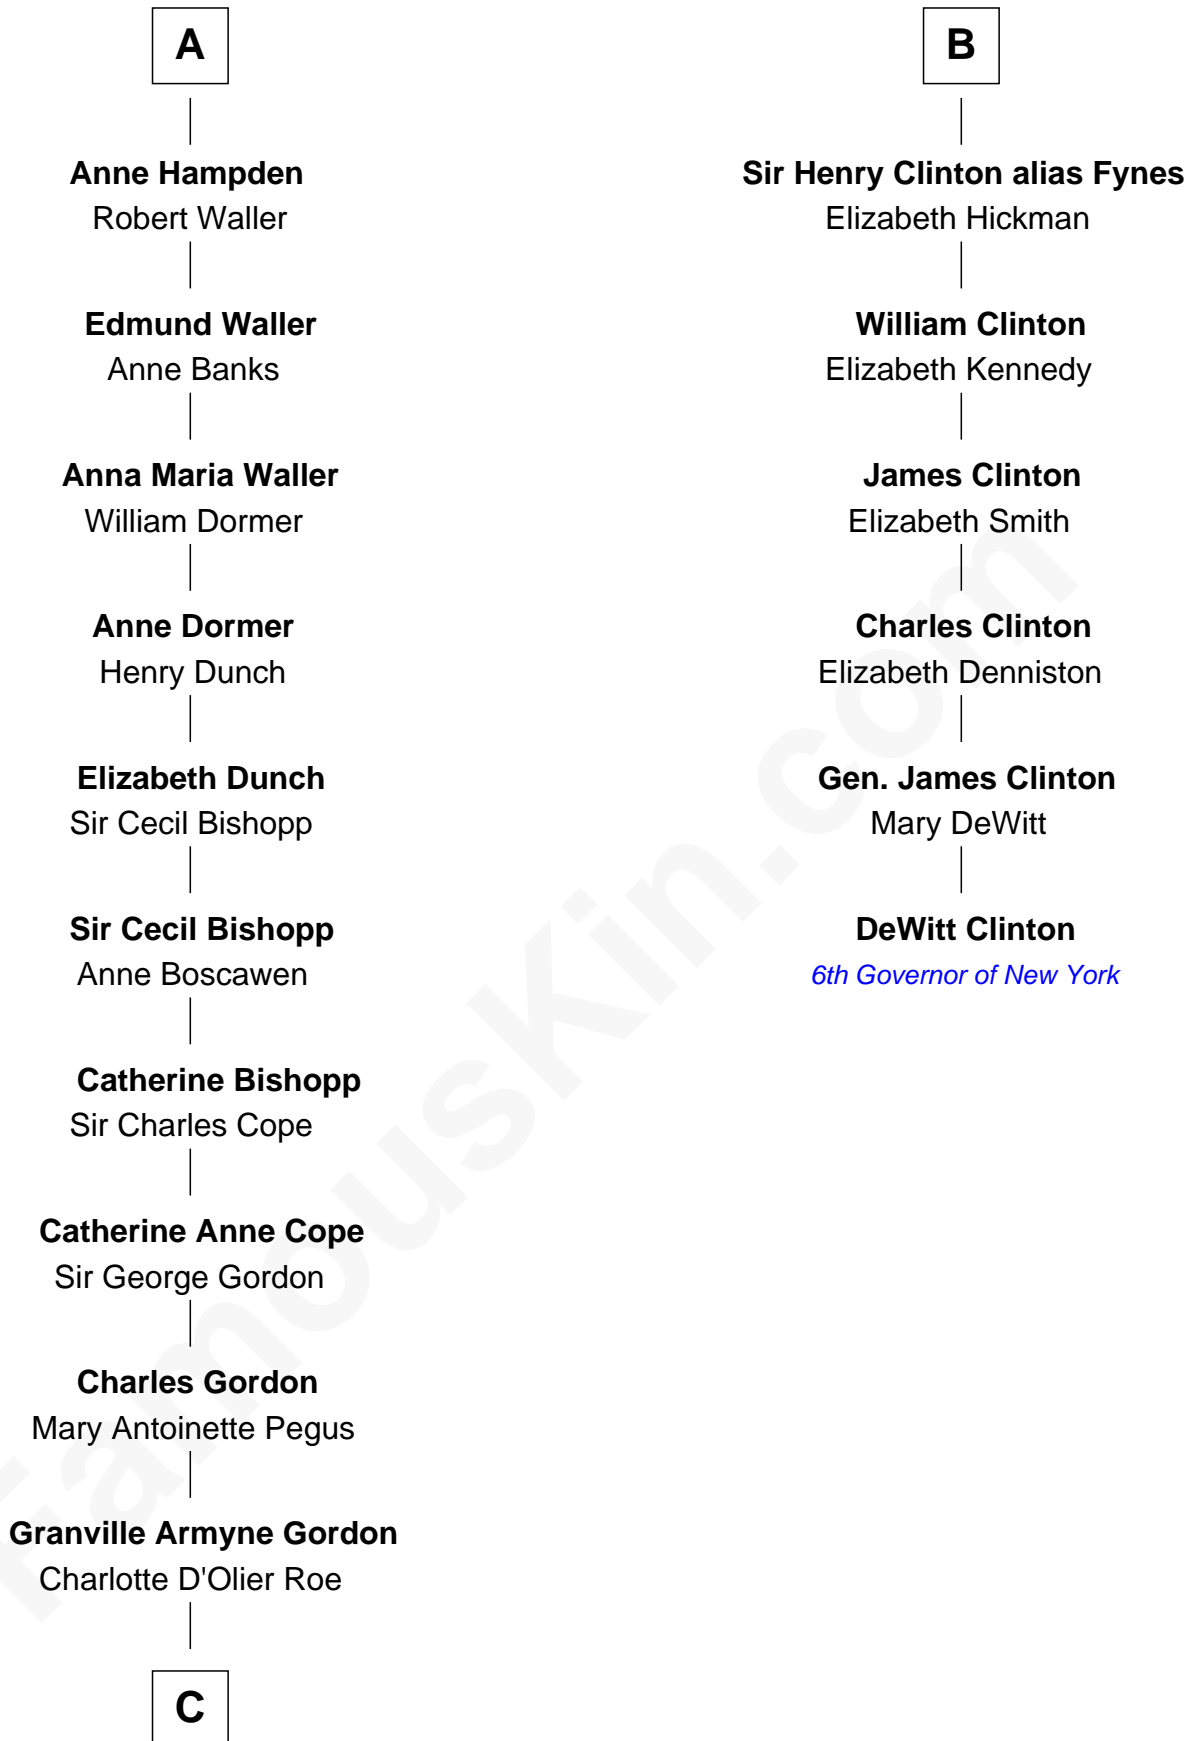 A
Anne Hampden
Robert Waller
Edmund Waller
Anne Banks
Anna Maria Waller
William Dormer
Anne Dormer
Henry Dunch
Elizabeth Dunch
Sir Cecil Bishopp
Sir Cecil Bishopp
Anne Boscawen
Catherine Bishopp
Sir Charles Cope
Catherine Anne Cope
Sir George Gordon
Charles Gordon
Mary Antoinette Pegus
Granville Armyne Gordon
Charlotte D'Olier Roe
C
B
Sir Henry Clinton alias Fynes
Elizabeth Hickman
William Clinton
Elizabeth Kennedy
James Clinton
Elizabeth Smith
Charles Clinton
Elizabeth Denniston
Gen. James Clinton
Mary DeWitt
DeWitt Clinton
6th Governor of New York
FamousKin.com